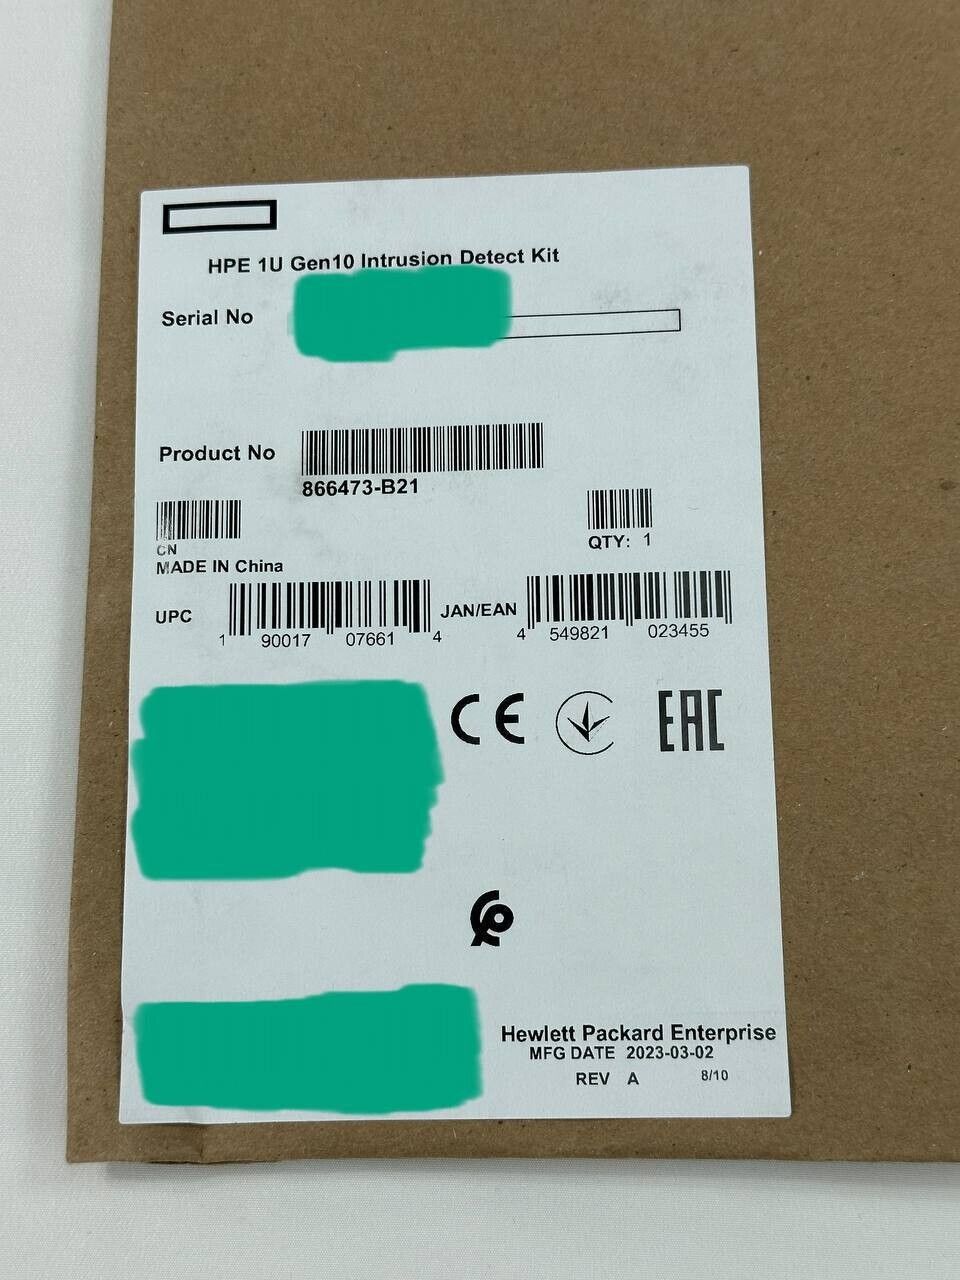 HPE 1U Gen10 Intrusion Detect Kit
Serial No
Product No
866473-B21
CN
MADE IN China
QTY: 1
UPC
1 90017 07661 4
JAN/EAN
4 549821 023455
CE
EAC
Hewlett Packard Enterprise
MFG DATE 2023-03-02
REV A 8/10